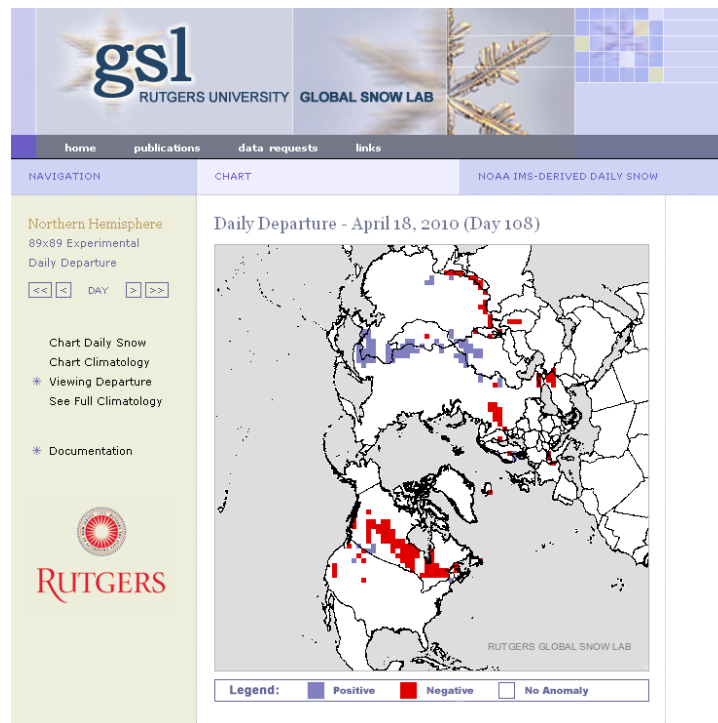 gsl
RUTGERS UNIVERSITY GLOBAL SNOW LAB
home publications data requests links
NAVIGATION CHART NOAA IMS-DERIVED DAILY SNOW
Northern Hemisphere
89x89 Experimental
Daily Departure
<< < DAY > >>
Chart Daily Snow
Chart Climatology
✳ Viewing Departure
See Full Climatology
✳ Documentation
RUTGERS
Daily Departure - April 18, 2010 (Day 108)
RUTGERS GLOBAL SNOW LAB
Legend: Positive Negative No Anomaly